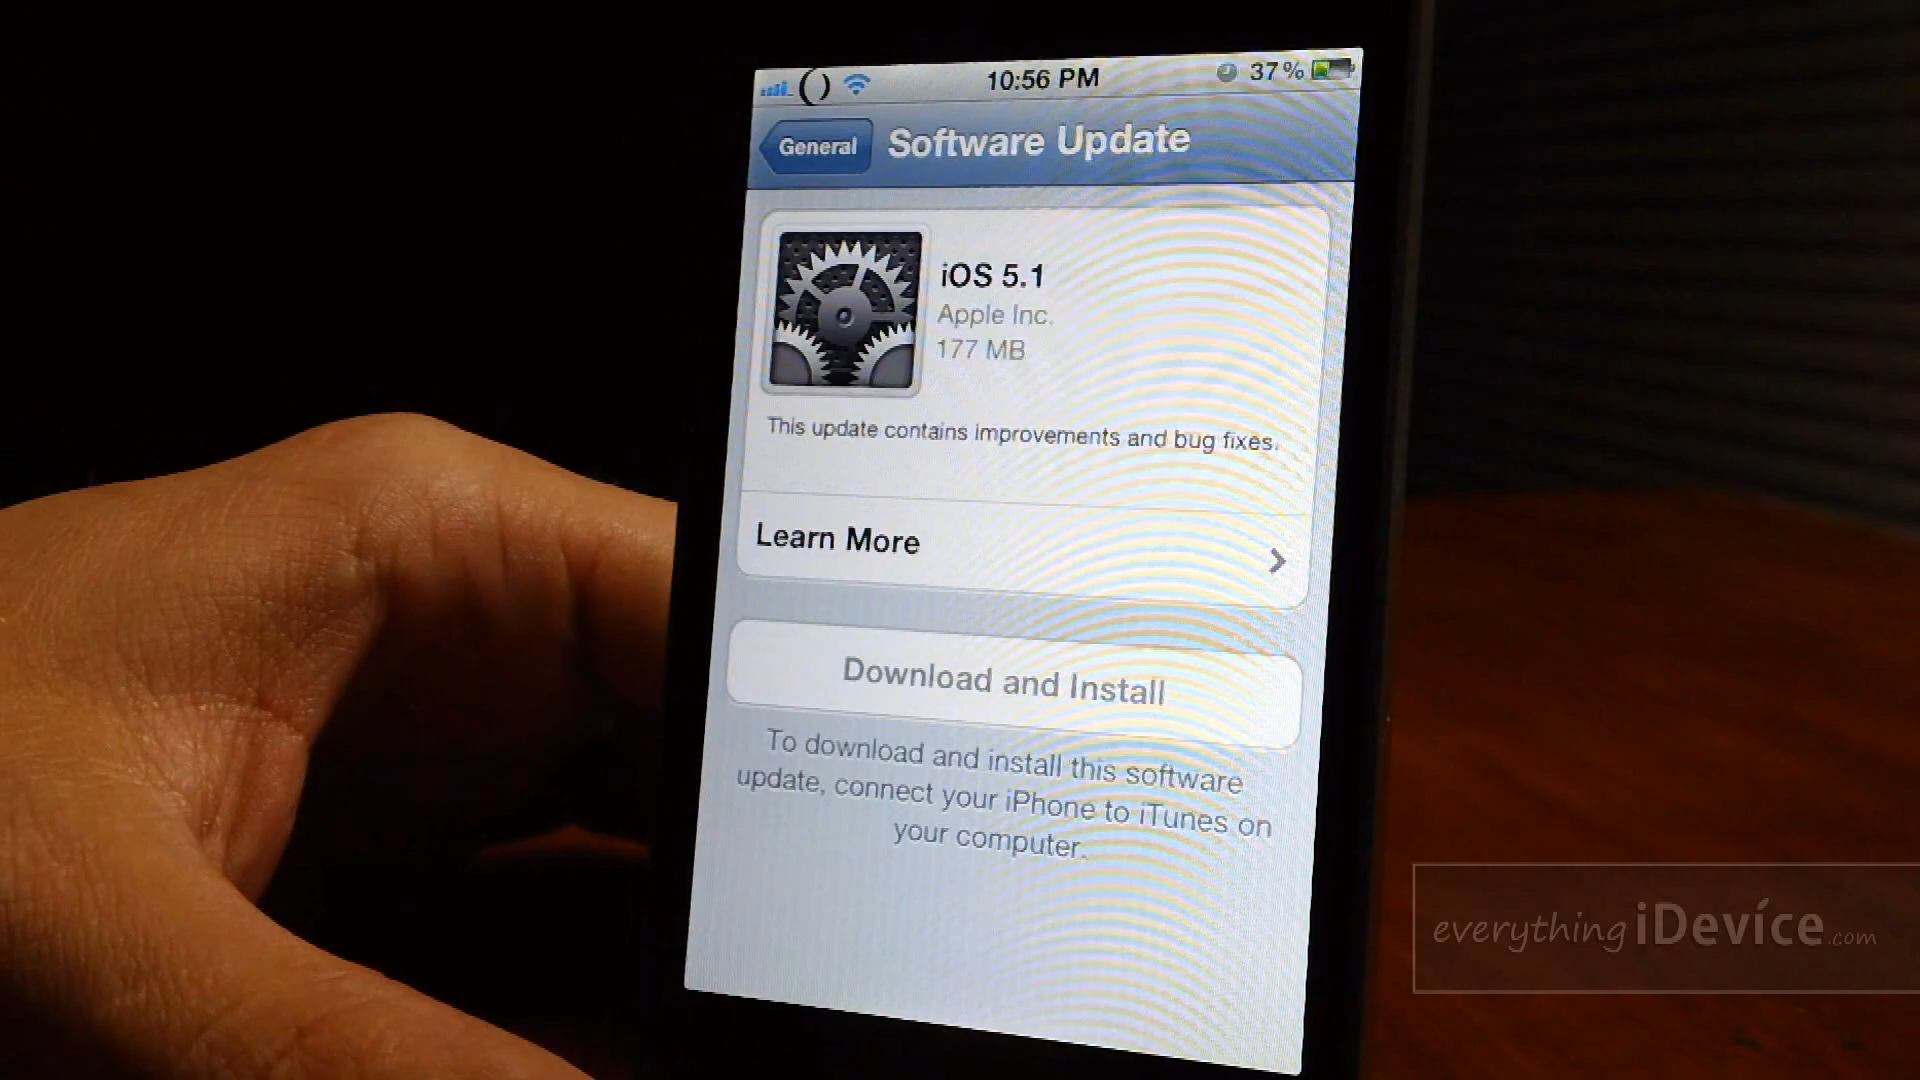 ( ) 10:56 PM 37%
General Software Update
iOS 5.1
Apple Inc.
177 MB
This update contains improvements and bug fixes.
Learn More
Download and Install
To download and install this software
update, connect your iPhone to iTunes on
your computer.
everything iDevíce.com